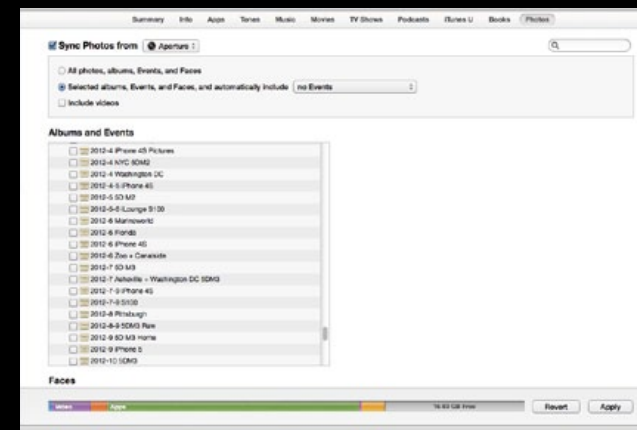 Summary Info Apps Tones Music Movies TV Shows Podcasts iTunes U Books Photos
Sync Photos from Aperture
All photos, albums, Events, and Faces
Selected albums, Events, and Faces, and automatically include no Events
Include videos
Albums and Events
2012-4 iPhone 4S Pictures
2012-4 NYC 5DM2
2012-4 Washington DC
2012-4-5 iPhone 4S
2012-5 5D M2
2012-5-6 iLounge S100
2012-6 Marineworld
2012-6 Florida
2012-6 iPhone 4S
2012-6 Zoo + Canalside
2012-7 5D M3
2012-7 Asheville - Washington DC 5DM3
2012-7-9 iPhone 4S
2012-7-9 S100
2012-8 Pittsburgh
2012-8-9 5DM3 Raw
2012-9 5D M3 Home
2012-9 iPhone 5
2012-10 5DM3
Faces
Video Apps GB Free Revert Apply